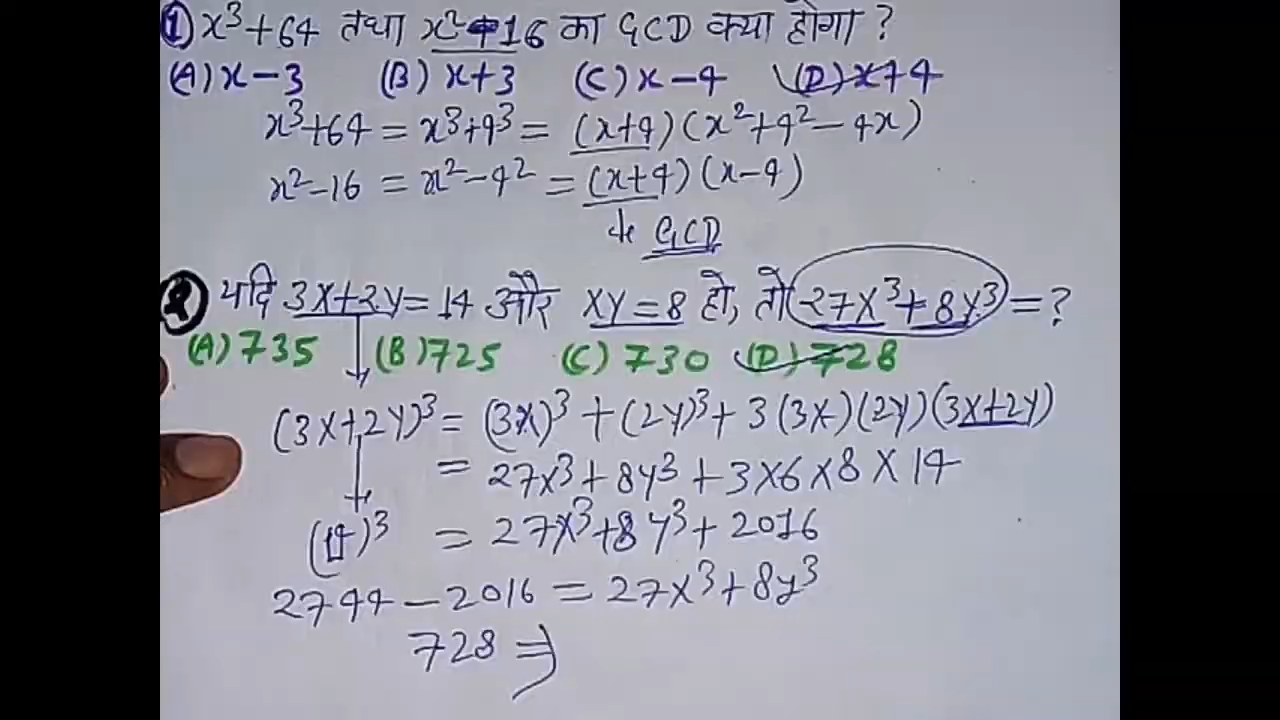 ① x³+64 तथा x²-16 का GCD क्या होगा ?
(A) x-3 (B) x+3 (C) x-4 (D) x+4
x³+64 = x³+4³ = (x+4)(x²+4²-4x)
x²-16 = x²-4² = (x+4)(x-4)
GCD
2 यदि 3x+2y=14 और xy=8 हो, तो 27x³+8y³=?
(A) 735 (B) 725 (C) 730 (D) 728
(3x+2y)³ = (3x)³+(2y)³+3(3x)(2y)(3x+2y)
= 27x³+8y³+3×6×8×14
(14)³ = 27x³+8y³+2016
2744-2016 = 27x³+8y³
728 ⇒